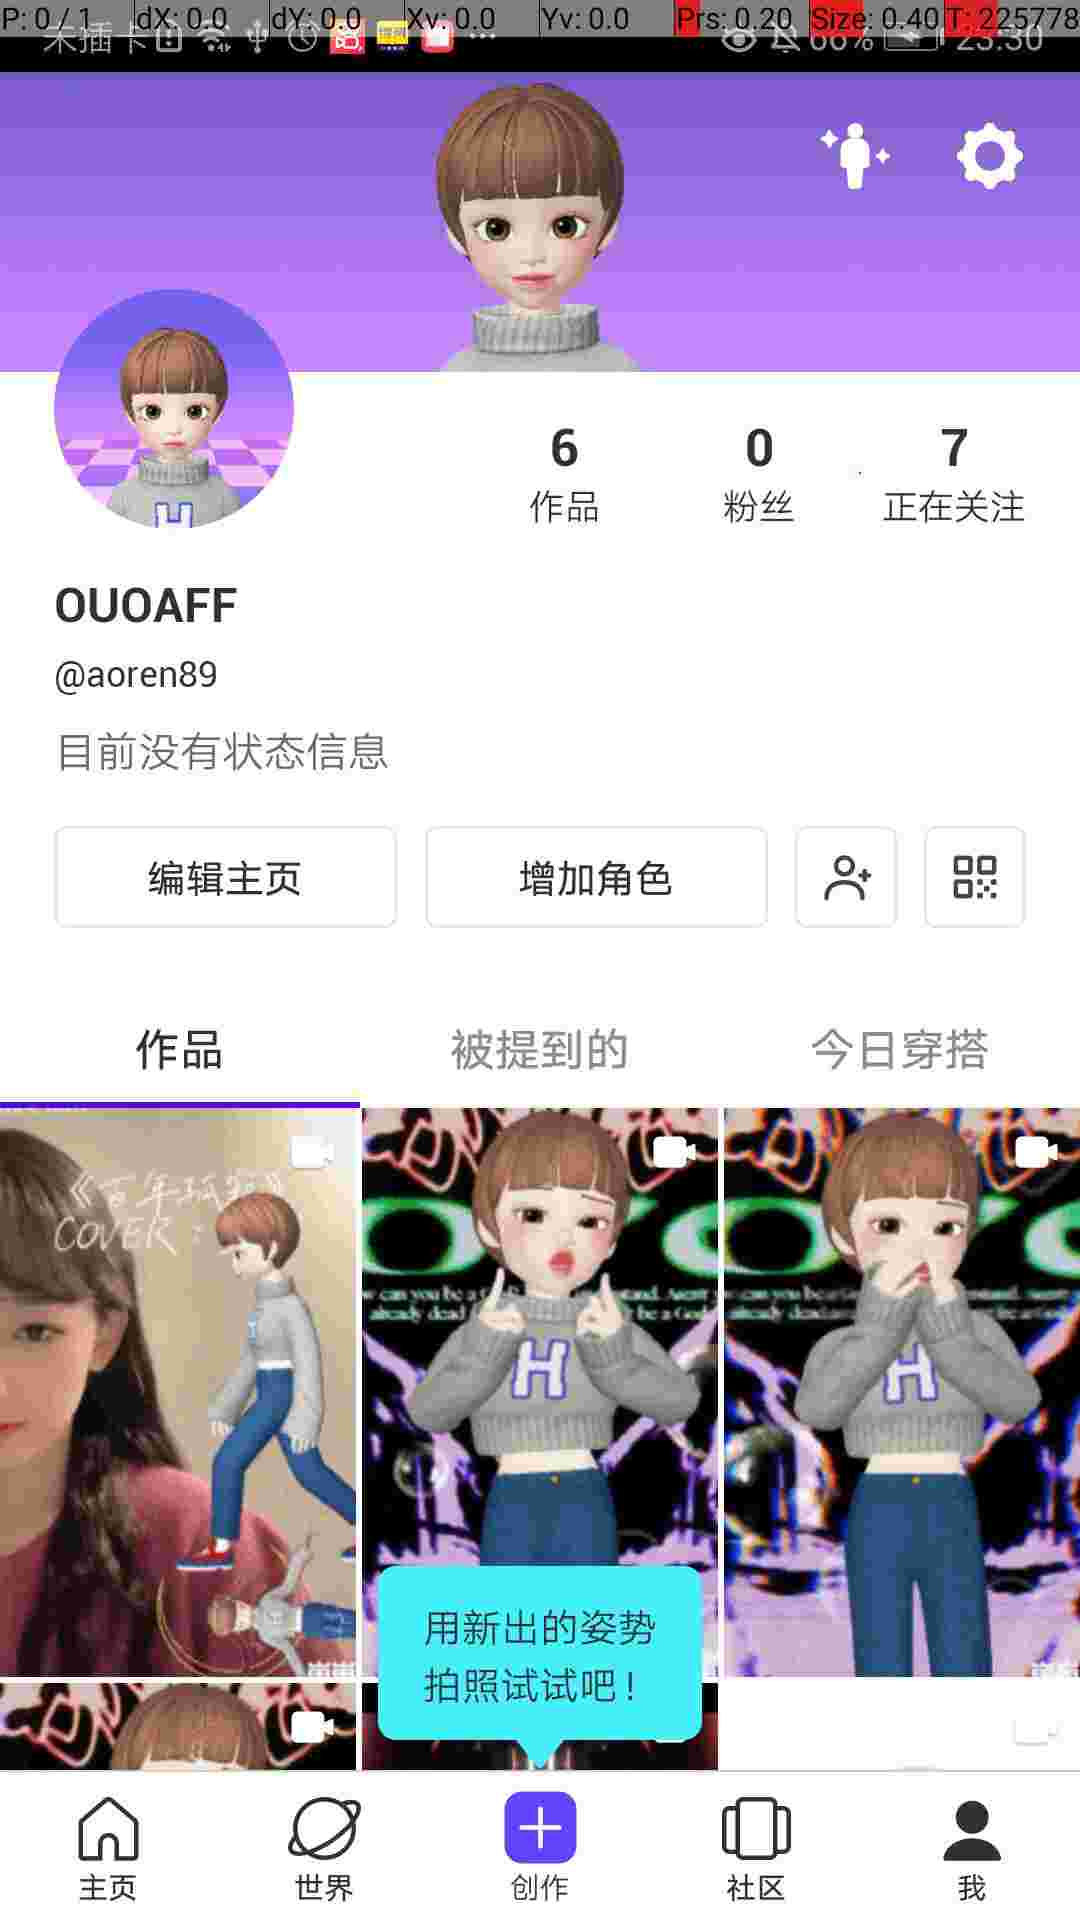 P: 0 / 1 dX: 0.0 dY: 0.0 Xv: 0.0 Yv: 0.0 Prs: 0.20 Size: 0.40 T: 225778
未插卡 66% 23:30
6 0 7
作品 粉丝 正在关注
OUOAFF
@aoren89
目前没有状态信息
编辑主页 增加角色
作品 被提到的 今日穿搭
COVER :
H
H
用新出的姿势
拍照试试吧!
主页 世界 创作 社区 我